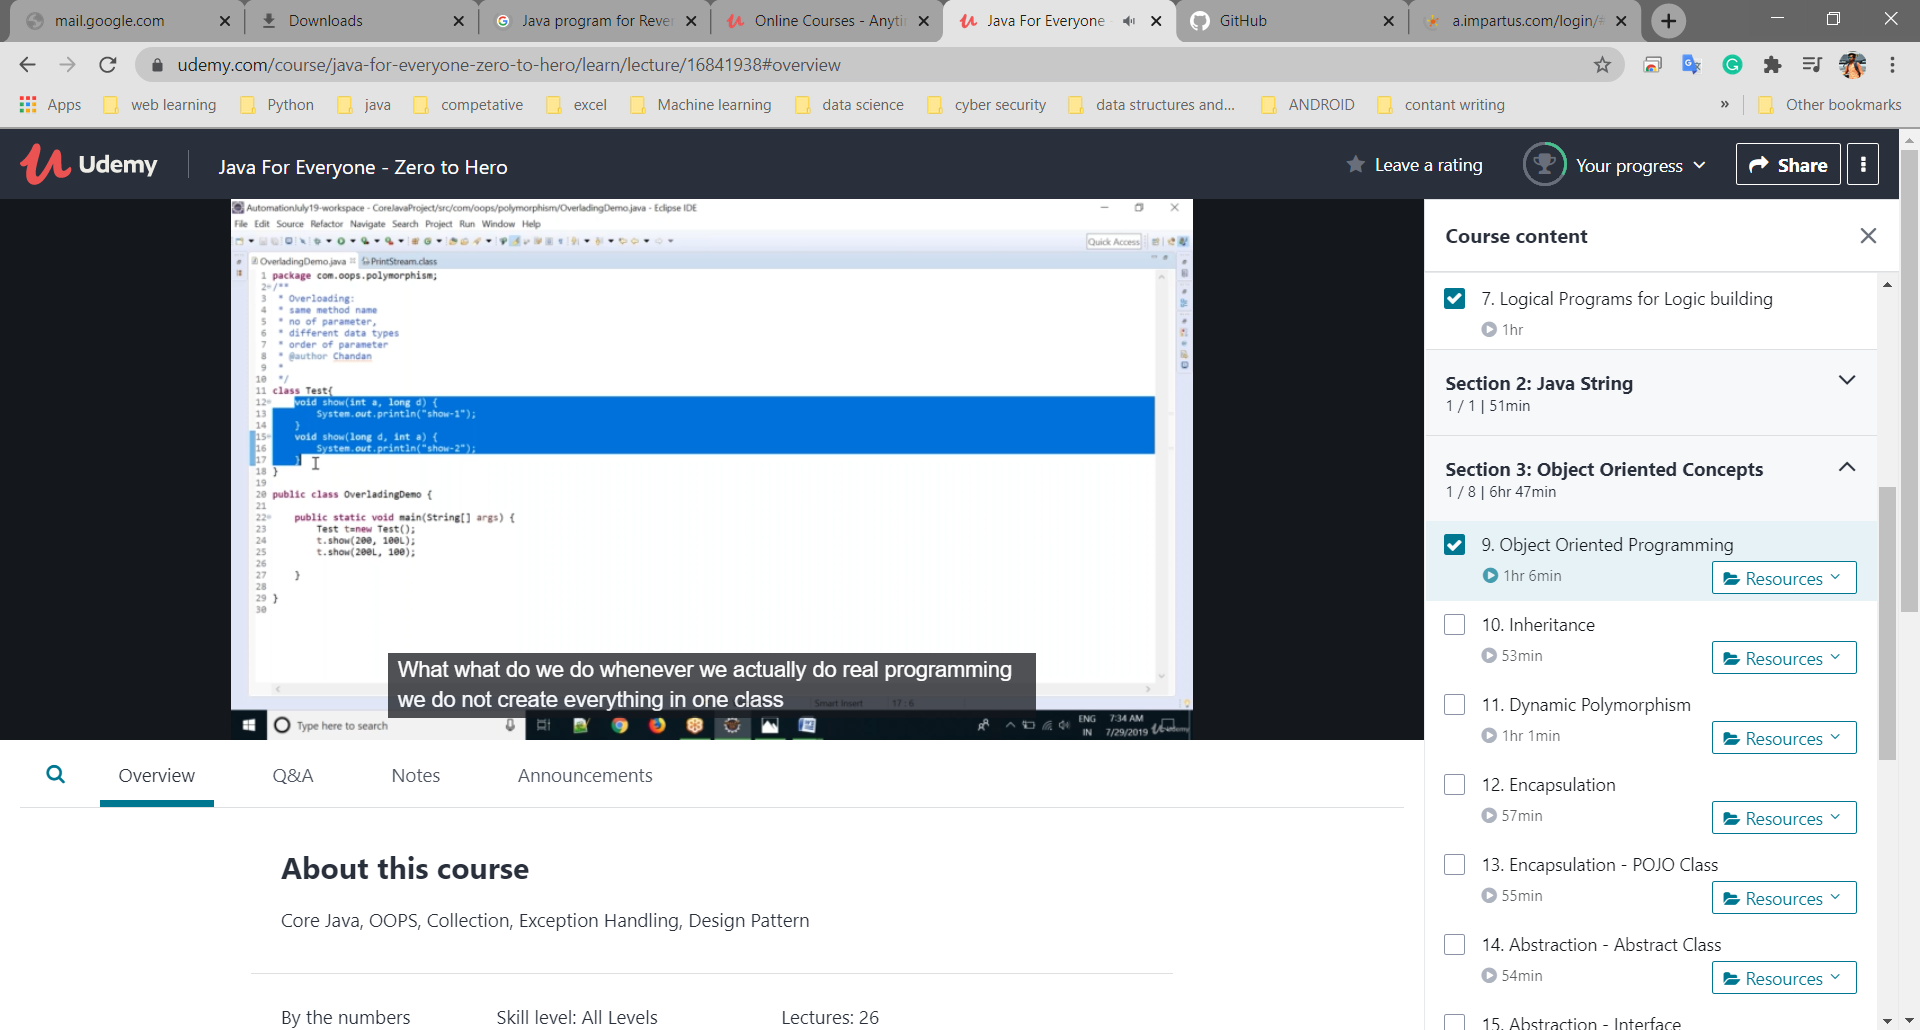 mail.google.com
Downloads
Java program for Rever
Online Courses - Anyti
Java For Everyone
GitHub
a.impartus.com/login/#
udemy.com/course/java-for-everyone-zero-to-hero/learn/lecture/16841938#overview
Apps
web learning
Python
java
competative
excel
Machine learning
data science
cyber security
data structures and...
ANDROID
contant writing
»
Other bookmarks
Udemy
Java For Everyone - Zero to Hero
Leave a rating
Your progress
Share
AutomationJuly19-workspace - CoreJavaProject/src/com/oops/polymorphism/OverladingDemo.java - Eclipse IDE
File Edit Source Refactor Navigate Search Project Run Window Help
Quick Access
OverladingDemo.java
PrintStream.class
1 package com.oops.polymorphism;
2 /**
3 * Overloading:
4 * same method name
5 * no of parameter,
6 * different data types
7 * order of parameter
8 * @author Chandan
9 *
10 */
11 class Test{
12 void show(int a, long d) {
13 System.out.println("show-1");
14 }
15 void show(long d, int a) {
16 System.out.println("show-2");
17 }
18 }
19
20 public class OverladingDemo {
21
22 public static void main(String[] args) {
23 Test t=new Test();
24 t.show(200, 100L);
25 t.show(200L, 100);
26
27 }
28
29 }
30
What what do we do whenever we actually do real programming
we do not create everything in one class
Smart Insert
17 : 6
Type here to search
ENG
IN
7:34 AM
7/29/2019
Udemy
Overview
Q&A
Notes
Announcements
About this course
Core Java, OOPS, Collection, Exception Handling, Design Pattern
By the numbers
Skill level: All Levels
Lectures: 26
Course content
7. Logical Programs for Logic building
1hr
Section 2: Java String
1 / 1 | 51min
Section 3: Object Oriented Concepts
1 / 8 | 6hr 47min
9. Object Oriented Programming
1hr 6min
Resources
10. Inheritance
53min
Resources
11. Dynamic Polymorphism
1hr 1min
Resources
12. Encapsulation
57min
Resources
13. Encapsulation - POJO Class
55min
Resources
14. Abstraction - Abstract Class
54min
Resources
15. Abstraction - Interface